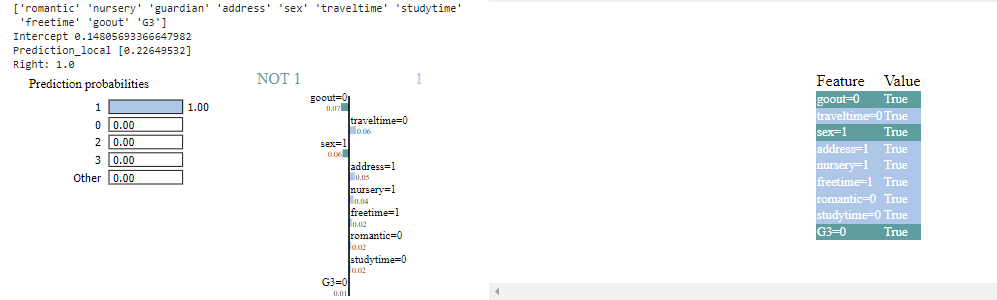 ['romantic' 'nursery' 'guardian' 'address' 'sex' 'traveltime' 'studytime'
'freetime' 'goout' 'G3']
Intercept 0.14805693366647982
Prediction_local [0.22649532]
Right: 1.0
Prediction probabilities
1 1.00
0 0.00
2 0.00
3 0.00
Other 0.00
NOT 1 1
goout=0
0.07
traveltime=0
0.06
sex=1
0.06
address=1
0.05
nursery=1
0.04
freetime=1
0.02
romantic=0
0.02
studytime=0
0.02
G3=0
0.01
Feature Value
goout=0 True
traveltime=0 True
sex=1 True
address=1 True
nursery=1 True
freetime=1 True
romantic=0 True
studytime=0 True
G3=0 True